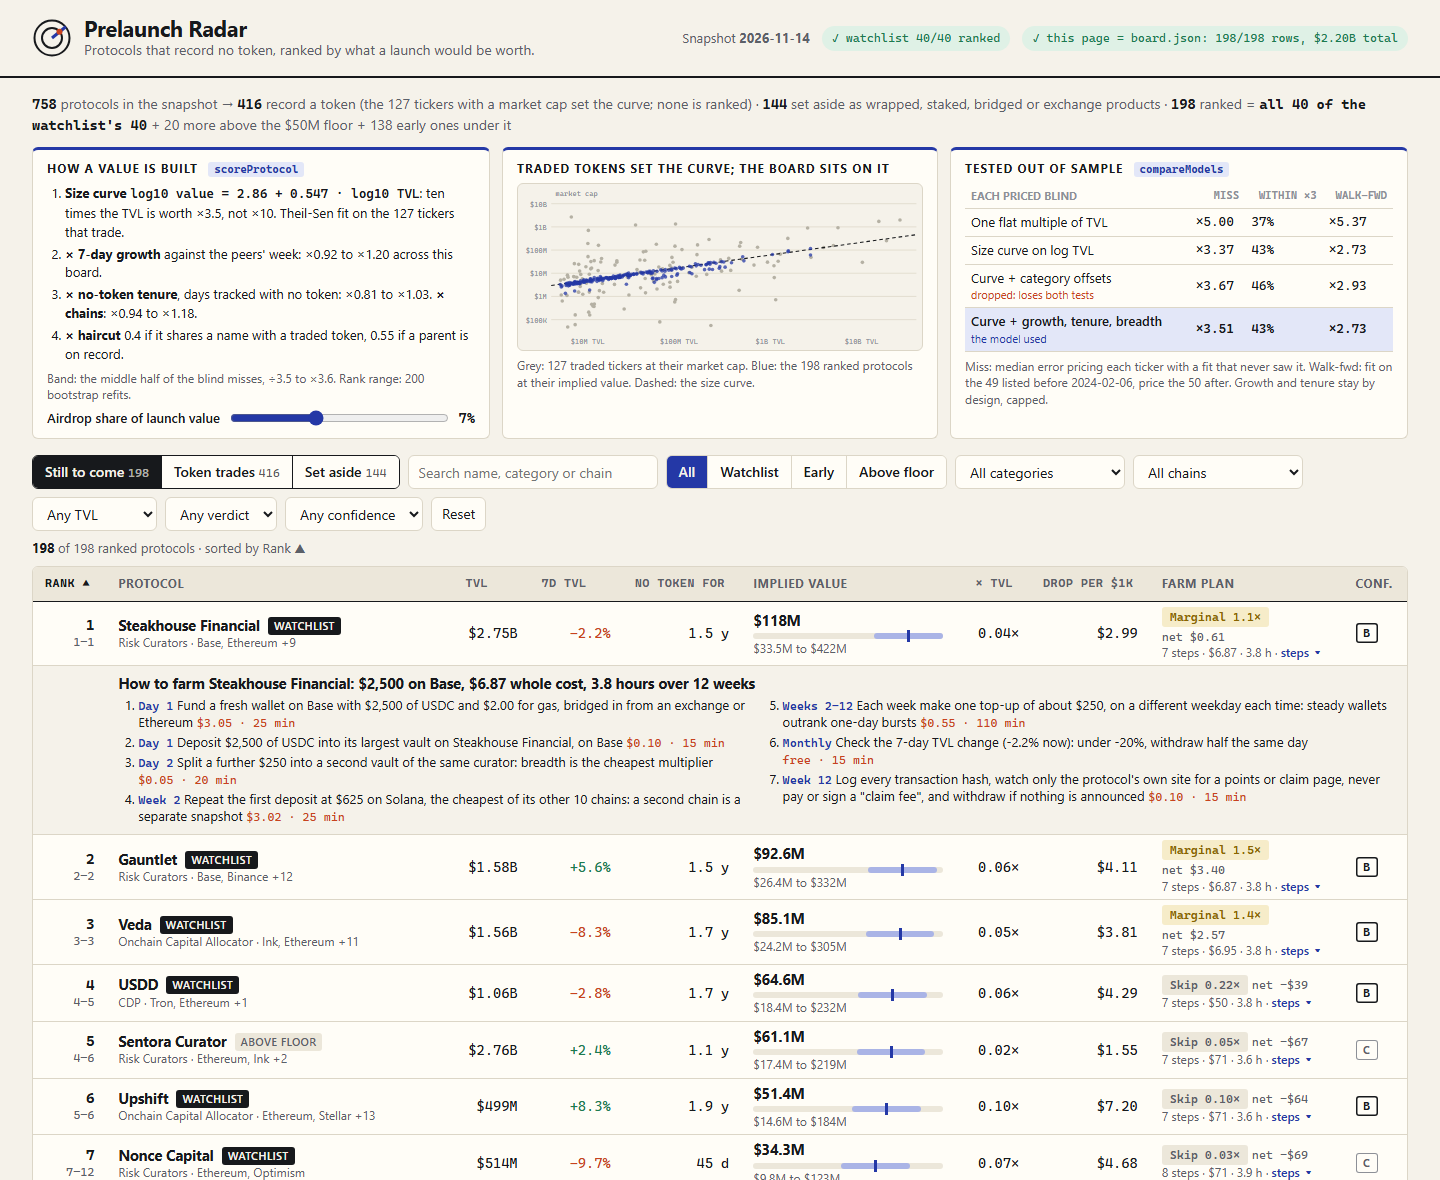 Prelaunch Radar
Protocols that record no token, ranked by what a launch would be worth.
Snapshot 2026-11-14
✓ watchlist 40/40 ranked
✓ this page = board.json: 198/198 rows, $2.20B total
758 protocols in the snapshot → 416 record a token (the 127 tickers with a market cap set the curve; none is ranked) · 144 set aside as wrapped, staked, bridged or exchange products · 198 ranked = all 40 of the
watchlist's 40 + 20 more above the $50M floor + 138 early ones under it
HOW A VALUE IS BUILT scoreProtocol
1. Size curve log10 value = 2.86 + 0.547 · log10 TVL: ten
times the TVL is worth ×3.5, not ×10. Theil-Sen fit on the 127 tickers
that trade.
2. × 7-day growth against the peers' week: ×0.92 to ×1.20 across this
board.
3. × no-token tenure, days tracked with no token: ×0.81 to ×1.03. ×
chains: ×0.94 to ×1.18.
4. × haircut 0.4 if it shares a name with a traded token, 0.55 if a parent is
on record.
Band: the middle half of the blind misses, ÷3.5 to ×3.6. Rank range: 200
bootstrap refits.
Airdrop share of launch value 7%
TRADED TOKENS SET THE CURVE; THE BOARD SITS ON IT
market cap
$10B
$1B
$100M
$10M
$1M
$100K
$10M TVL $100M TVL $1B TVL $10B TVL
Grey: 127 traded tickers at their market cap. Blue: the 198 ranked protocols
at their implied value. Dashed: the size curve.
TESTED OUT OF SAMPLE compareModels
EACH PRICED BLIND MISS WITHIN ×3 WALK-FWD
One flat multiple of TVL ×5.00 37% ×5.37
Size curve on log TVL ×3.37 43% ×2.73
Curve + category offsets ×3.67 46% ×2.93
dropped: loses both tests
Curve + growth, tenure, breadth ×3.51 43% ×2.73
the model used
Miss: median error pricing each ticker with a fit that never saw it. Walk-fwd: fit on
the 49 listed before 2024-02-06, price the 50 after. Growth and tenure stay by
design, capped.
Still to come 198 Token trades 416 Set aside 144 Search name, category or chain All Watchlist Early Above floor All categories All chains
Any TVL Any verdict Any confidence Reset
198 of 198 ranked protocols · sorted by Rank ▲
RANK ▲ PROTOCOL TVL 7D TVL NO TOKEN FOR IMPLIED VALUE × TVL DROP PER $1K FARM PLAN CONF.
1 Steakhouse Financial WATCHLIST $2.75B −2.2% 1.5 y $118M 0.04× $2.99 Marginal 1.1× B
1–1 Risk Curators · Base, Ethereum +9 $33.5M to $422M net $0.61
7 steps · $6.87 · 3.8 h · steps ▾
How to farm Steakhouse Financial: $2,500 on Base, $6.87 whole cost, 3.8 hours over 12 weeks
1. Day 1 Fund a fresh wallet on Base with $2,500 of USDC and $2.00 for gas, bridged in from an exchange or
Ethereum $3.05 · 25 min
2. Day 1 Deposit $2,500 of USDC into its largest vault on Steakhouse Financial, on Base $0.10 · 15 min
3. Day 2 Split a further $250 into a second vault of the same curator: breadth is the cheapest multiplier
$0.05 · 20 min
4. Week 2 Repeat the first deposit at $625 on Solana, the cheapest of its other 10 chains: a second chain is a
separate snapshot $3.02 · 25 min
5. Weeks 2–12 Each week make one top-up of about $250, on a different weekday each time: steady wallets
outrank one-day bursts $0.55 · 110 min
6. Monthly Check the 7-day TVL change (-2.2% now): under -20%, withdraw half the same day
free · 15 min
7. Week 12 Log every transaction hash, watch only the protocol's own site for a points or claim page, never
pay or sign a "claim fee", and withdraw if nothing is announced $0.10 · 15 min
2 Gauntlet WATCHLIST $1.58B +5.6% 1.5 y $92.6M 0.06× $4.11 Marginal 1.5× B
2–2 Risk Curators · Base, Binance +12 $26.4M to $332M net $3.40
7 steps · $6.87 · 3.8 h · steps ▾
3 Veda WATCHLIST $1.56B −8.3% 1.7 y $85.1M 0.05× $3.81 Marginal 1.4× B
3–3 Onchain Capital Allocator · Ink, Ethereum +11 $24.2M to $305M net $2.57
7 steps · $6.95 · 3.8 h · steps ▾
4 USDD WATCHLIST $1.06B −2.8% 1.7 y $64.6M 0.06× $4.29 Skip 0.22× net −$39 B
4–5 CDP · Tron, Ethereum +1 $18.4M to $232M 7 steps · $50 · 3.8 h · steps ▾
5 Sentora Curator ABOVE FLOOR $2.76B +2.4% 1.1 y $61.1M 0.02× $1.55 Skip 0.05× net −$67 C
4–6 Risk Curators · Ethereum, Ink +2 $17.4M to $219M 7 steps · $71 · 3.6 h · steps ▾
6 Upshift WATCHLIST $499M +8.3% 1.9 y $51.4M 0.10× $7.20 Skip 0.10× net −$64 B
5–6 Onchain Capital Allocator · Ethereum, Stellar +13 $14.6M to $184M 7 steps · $71 · 3.6 h · steps ▾
7 Nonce Capital WATCHLIST $514M −9.7% 45 d $34.3M 0.07× $4.68 Skip 0.03× net −$69 C
7–12 Risk Curators · Ethereum, Optimism $9.8M to $123M 8 steps · $71 · 3.9 h · steps ▾